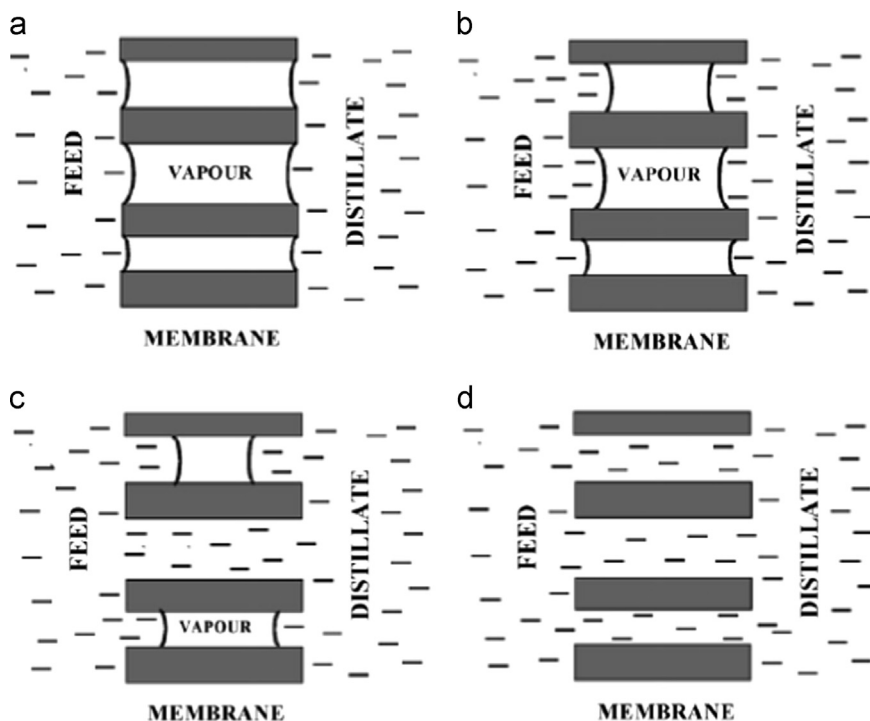 a
FEED
VAPOUR
DISTILLATE
MEMBRANE
b
FEED
VAPOUR
DISTILLATE
MEMBRANE
c
FEED
VAPOUR
DISTILLATE
MEMBRANE
d
FEED
DISTILLATE
MEMBRANE